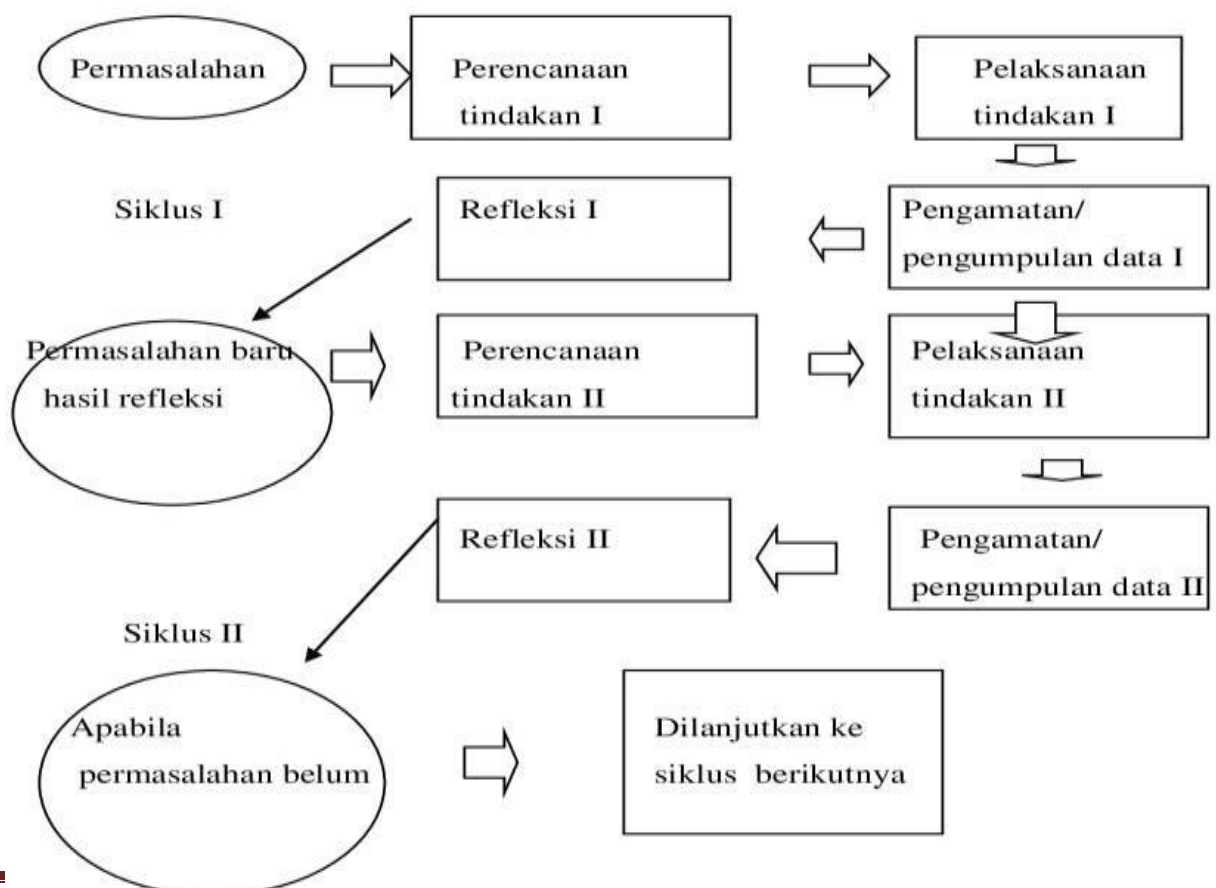 Permasalahan
Perencanaan
tindakan I
Pelaksanaan
tindakan I
Siklus I
Refleksi I
Pengamatan/
pengumpulan data I
Permasalahan baru
hasil refleksi
Perencanaan
tindakan II
Pelaksanaan
tindakan II
Refleksi II
Pengamatan/
pengumpulan data II
Siklus II
Apabila
permasalahan belum
Dilanjutkan ke
siklus berikutnya